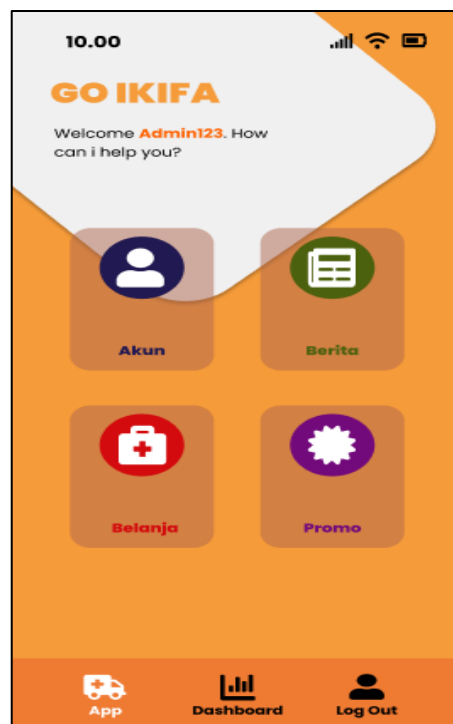 10.00
GO IKIFA
Welcome Admin123. How
can i help you?
Akun
Berita
Belanja
Promo
App
Dashboard
Log Out